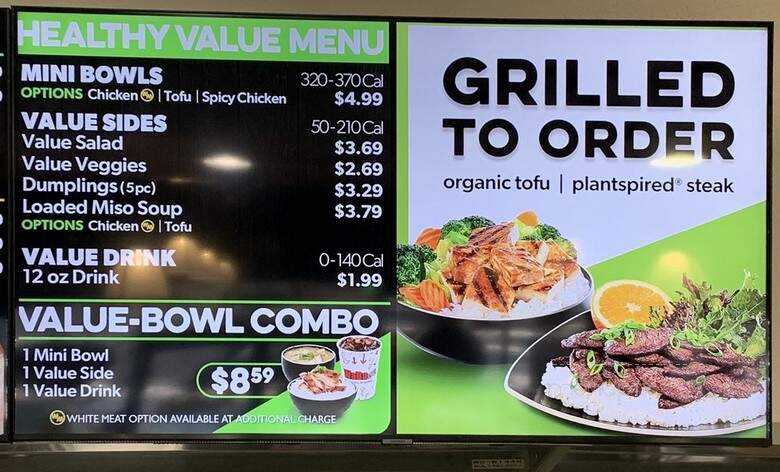 HEALTHY VALUE MENU
MINI BOWLS 320-370 Cal
OPTIONS Chicken WM | Tofu | Spicy Chicken $4.99
VALUE SIDES 50-210 Cal
Value Salad $3.69
Value Veggies $2.69
Dumplings (5pc) $3.29
Loaded Miso Soup $3.79
OPTIONS Chicken WM | Tofu
VALUE DRINK 0-140 Cal
12 oz Drink $1.99
VALUE-BOWL COMBO
1 Mini Bowl
1 Value Side
1 Value Drink
$8.59
WM WHITE MEAT OPTION AVAILABLE AT ADDITIONAL CHARGE
GRILLED
TO ORDER
organic tofu | plantspired® steak